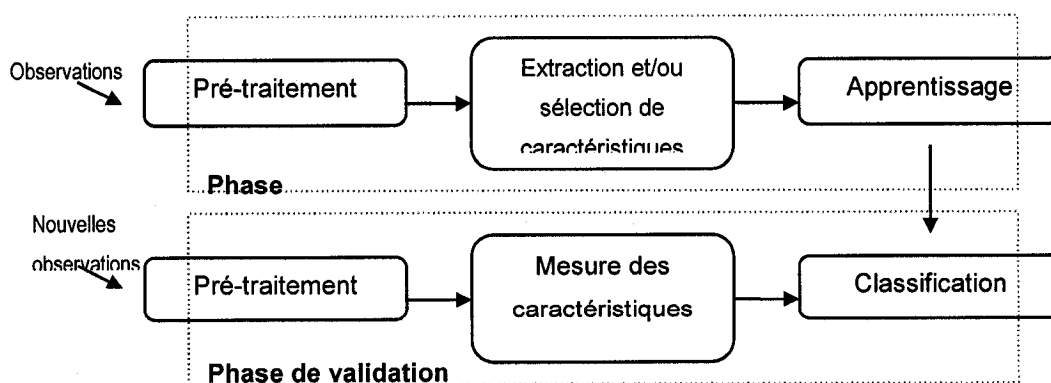 Observations
Pré-traitement
Extraction et/ou
sélection de
caractéristiques
Apprentissage
Phase
Nouvelles
observations
Pré-traitement
Mesure des
caractéristiques
Classification
Phase de validation